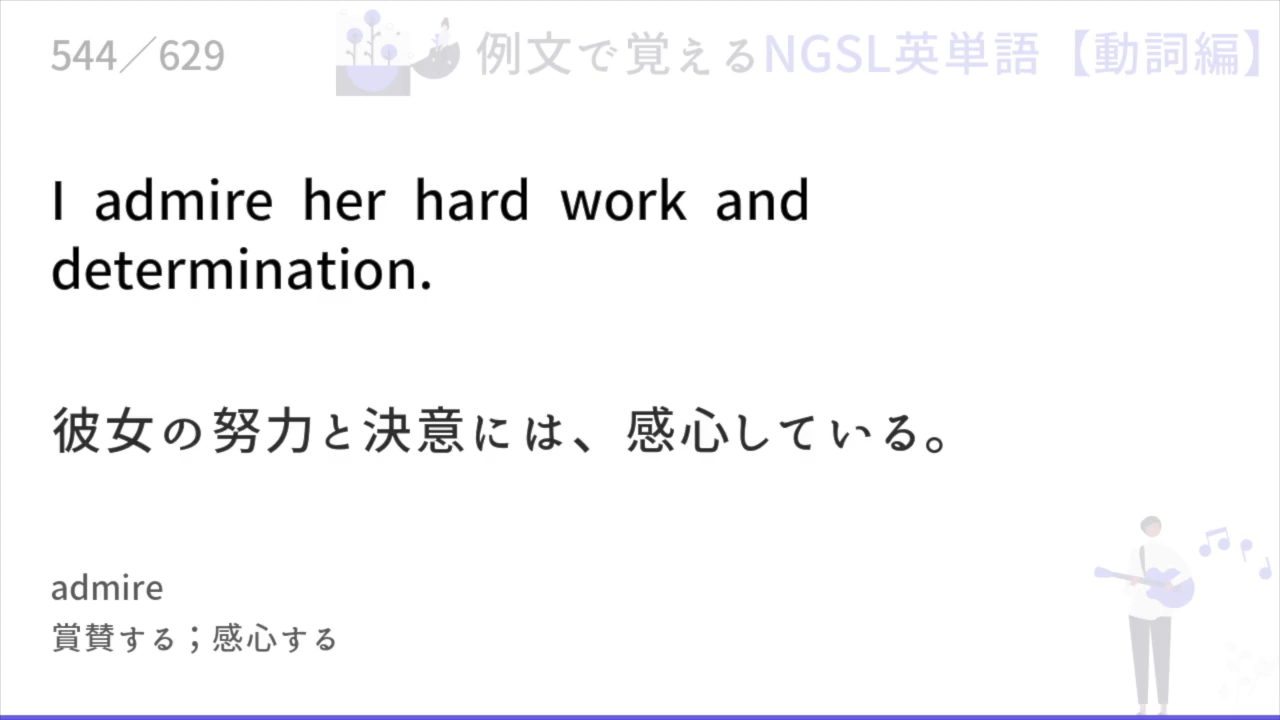 544／629
例文で覚えるNGSL英単語【動詞編】
I admire her hard work and
determination.
彼女の努力と決意には、感心している。
admire
賞賛する；感心する